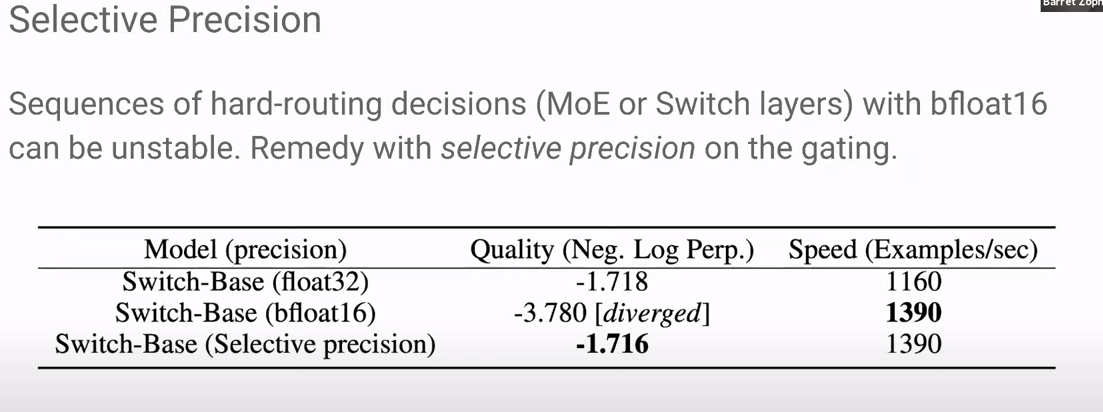 Barret Zoph
Selective Precision
Sequences of hard-routing decisions (MoE or Switch layers) with bfloat16
can be unstable. Remedy with selective precision on the gating.
Model (precision) Quality (Neg. Log Perp.) Speed (Examples/sec)
Switch-Base (float32) -1.718 1160
Switch-Base (bfloat16) -3.780 [diverged] 1390
Switch-Base (Selective precision) -1.716 1390